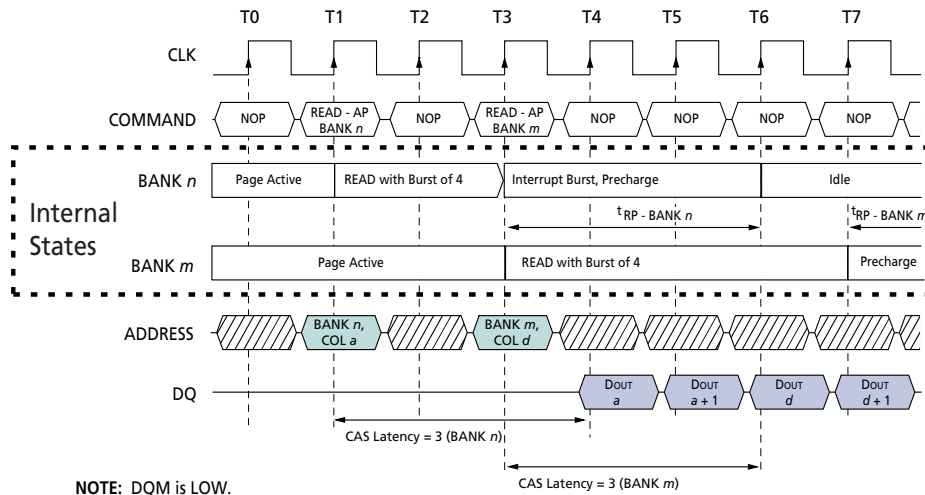 T0 T1 T2 T3 T4 T5 T6 T7
CLK
COMMAND NOP READ - AP BANK n NOP READ - AP BANK m NOP NOP NOP NOP
Internal States
BANK n Page Active READ with Burst of 4 Interrupt Burst, Precharge Idle
tRP - BANK n tRP - BANK m
BANK m Page Active READ with Burst of 4 Precharge
ADDRESS BANK n, COL a BANK m, COL d
DQ DOUT a DOUT a + 1 DOUT d DOUT d + 1
CAS Latency = 3 (BANK n)
CAS Latency = 3 (BANK m)
NOTE: DQM is LOW.